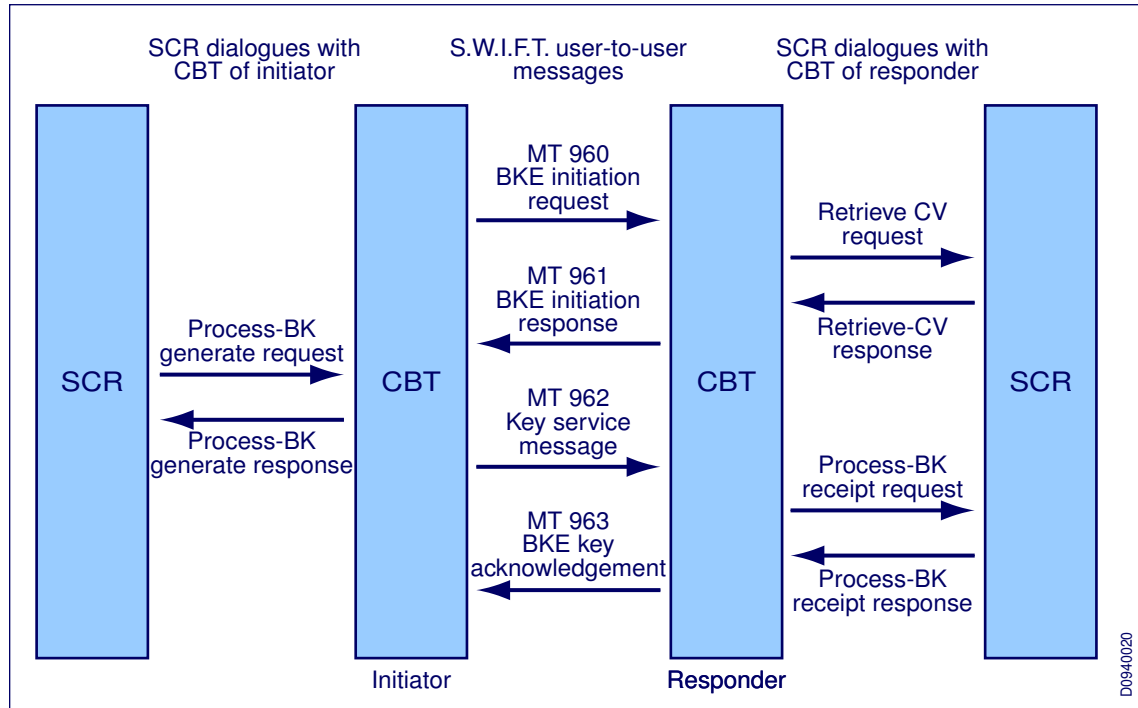 SCR dialogues with
CBT of initiator
S.W.I.F.T. user-to-user
messages
SCR dialogues with
CBT of responder
MT 960
BKE initiation
request
Retrieve CV
request
MT 961
BKE initiation
response
Retrieve-CV
response
Process-BK
generate request
SCR
CBT
CBT
SCR
MT 962
Key service
message
Process-BK
generate response
Process-BK
receipt request
MT 963
BKE key
acknowledgement
Process-BK
receipt response
Initiator
Responder
D0940020